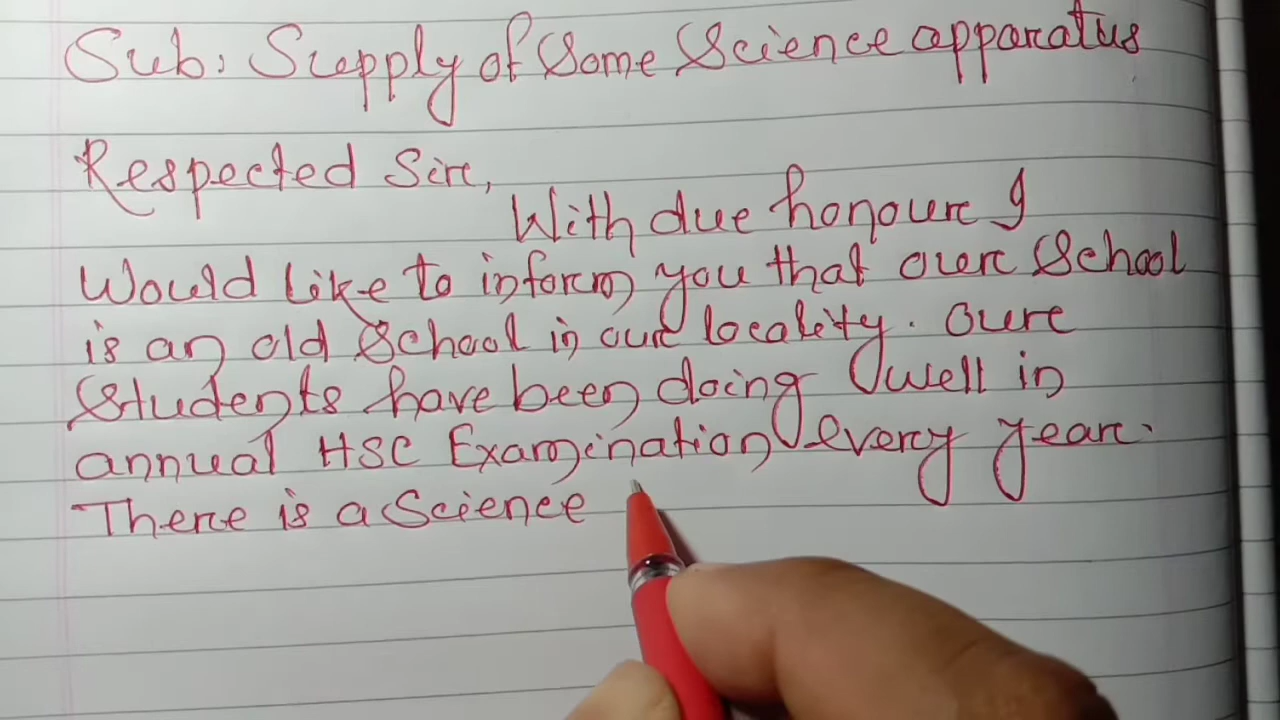 Sub: Supply of Some Science apparatus
Respected Sir,
With due honour I
Would like to inform you that our School
is an old School in our locality. Our
Students have been doing well in
annual HSC Examination every year.
There is a Science